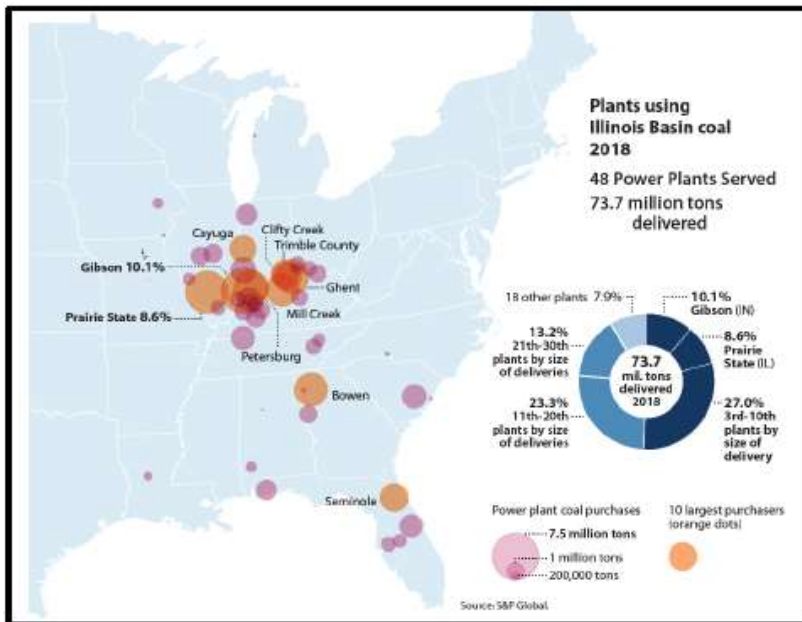 Plants using
Illinois Basin coal
2018
48 Power Plants Served
73.7 million tons
delivered
Cayuga
Clifty Creek
Trimble County
Gibson 10.1%
Ghent
Prairie State 8.6%
Mill Creek
Petersburg
Bowen
Seminole
18 other plants 7.9%
10.1%
Gibson (IN)
13.2%
21th-30th
plants by size
of deliveries
8.6%
Prairie
State (IL)
73.7
mil. tons
delivered
2018
23.3%
11th-20th
plants by size
of deliveries
27.0%
3rd-10th
plants by
size of
delivery
Power plant coal purchases
7.5 million tons
1 million tons
200,000 tons
10 largest purchasers
(orange dots)
Source: S&P Global.